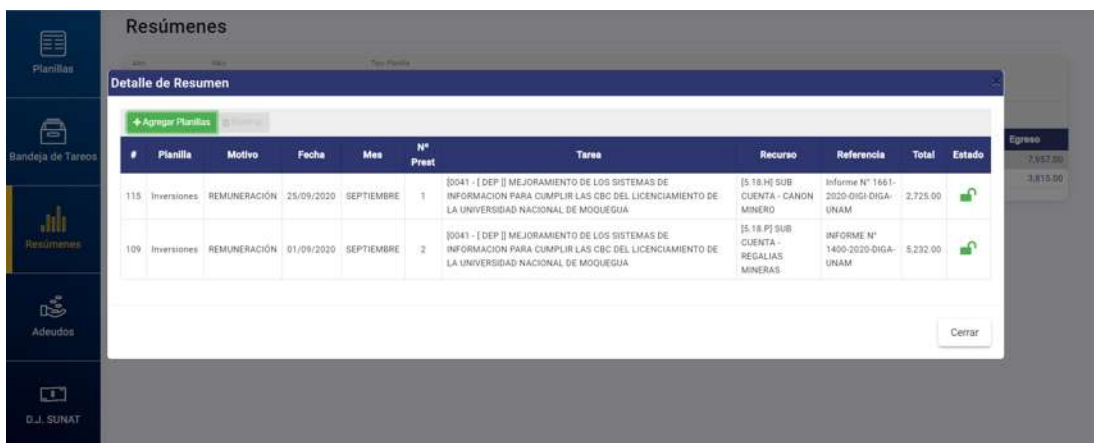 Resúmenes
Planillas
Año Mes Tipo Planilla
Detalle de Resumen
+ Agregar Planillas
Bandeja de Tareos
Egreso
# Planilla Motivo Fecha Mes N° Prest Tarea Recurso Referencia Total Estado
7,957.00
3,815.00
115 Inversiones REMUNERACIÓN 25/09/2020 SEPTIEMBRE 1
[0041 - [ DEP ]] MEJORAMIENTO DE LOS SISTEMAS DE
INFORMACION PARA CUMPLIR LAS CBC DEL LICENCIAMIENTO DE
LA UNIVERSIDAD NACIONAL DE MOQUEGUA
[5.18.H] SUB
CUENTA - CANON
MINERO
Informe N° 1661-
2020-DIGI-DIGA-
UNAM
2,725.00
109 Inversiones REMUNERACIÓN 01/09/2020 SEPTIEMBRE 2
[0041 - [ DEP ]] MEJORAMIENTO DE LOS SISTEMAS DE
INFORMACION PARA CUMPLIR LAS CBC DEL LICENCIAMIENTO DE
LA UNIVERSIDAD NACIONAL DE MOQUEGUA
[5.18.P] SUB
CUENTA -
REGALIAS
MINERAS
INFORME N°
1400-2020-DIGA-
UNAM
5,232.00
Resúmenes
Adeudos
Cerrar
D.J. SUNAT